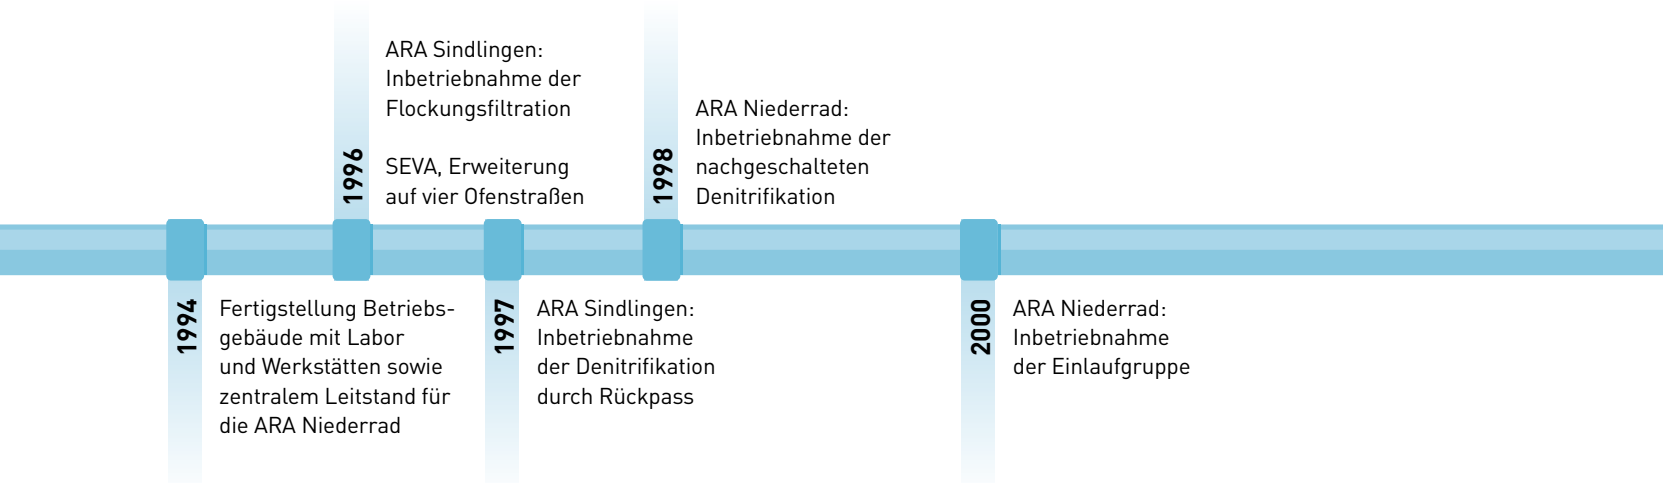 1994
Fertigstellung Betriebs-
gebäude mit Labor
und Werkstätten sowie
zentralem Leitstand für
die ARA Niederrad
1996
ARA Sindlingen:
Inbetriebnahme der
Flockungsfiltration
SEVA, Erweiterung
auf vier Ofenstraßen
1997
ARA Sindlingen:
Inbetriebnahme
der Denitrifikation
durch Rückpass
1998
ARA Niederrad:
Inbetriebnahme der
nachgeschalteten
Denitrifikation
2000
ARA Niederrad:
Inbetriebnahme
der Einlaufgruppe